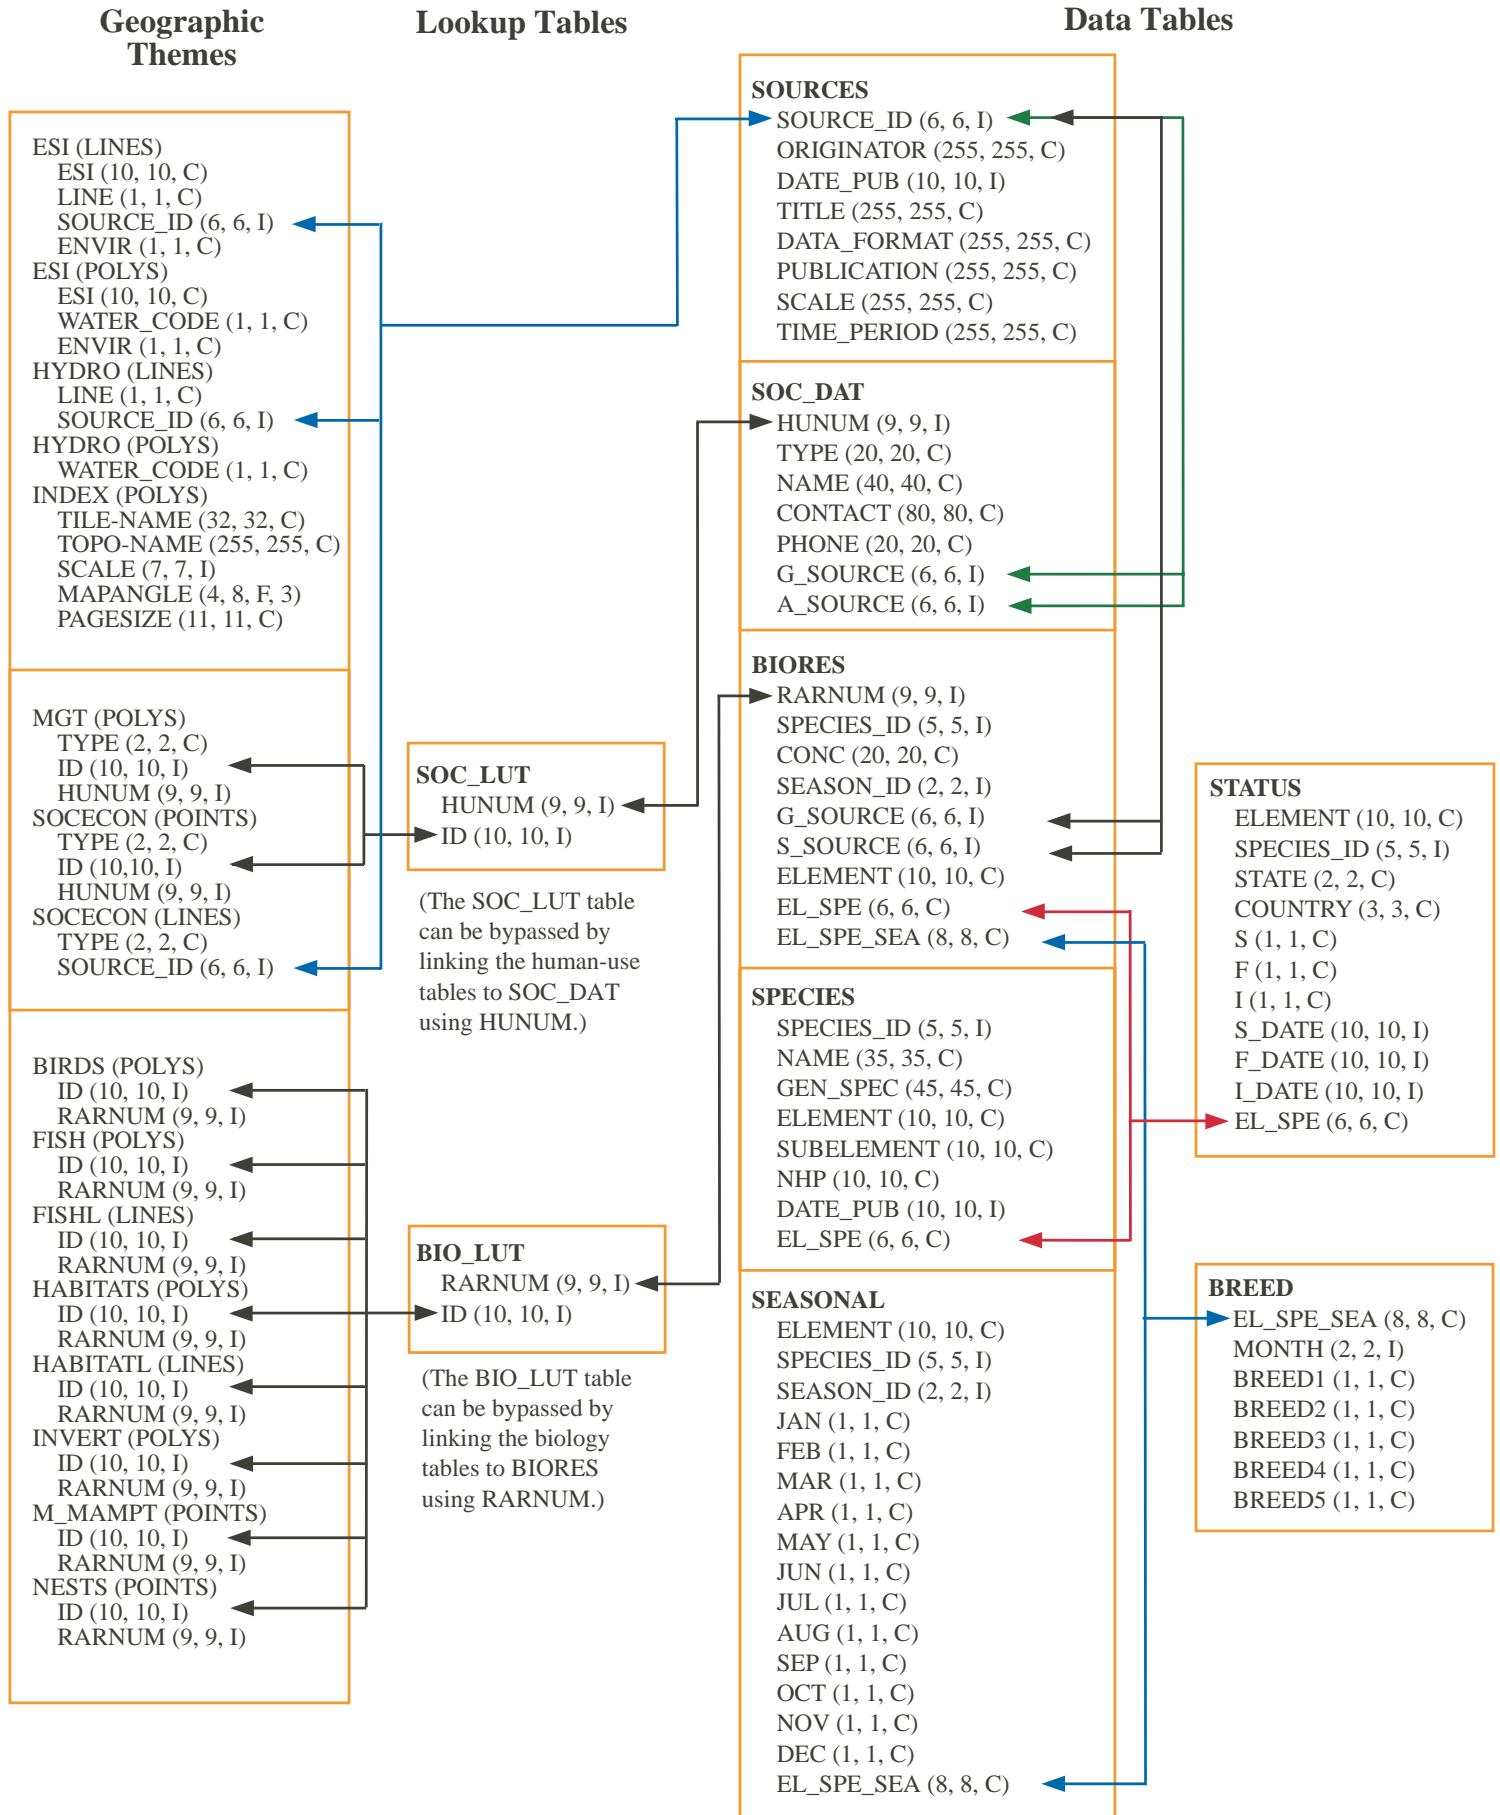 Geographic
Themes
Lookup Tables
Data Tables
ESI (LINES)
ESI (10, 10, C)
LINE (1, 1, C)
SOURCE_ID (6, 6, I)
ENVIR (1, 1, C)
ESI (POLYS)
ESI (10, 10, C)
WATER_CODE (1, 1, C)
ENVIR (1, 1, C)
HYDRO (LINES)
LINE (1, 1, C)
SOURCE_ID (6, 6, I)
HYDRO (POLYS)
WATER_CODE (1, 1, C)
INDEX (POLYS)
TILE-NAME (32, 32, C)
TOPO-NAME (255, 255, C)
SCALE (7, 7, I)
MAPANGLE (4, 8, F, 3)
PAGESIZE (11, 11, C)
MGT (POLYS)
TYPE (2, 2, C)
ID (10, 10, I)
HUNUM (9, 9, I)
SOCECON (POINTS)
TYPE (2, 2, C)
ID (10,10, I)
HUNUM (9, 9, I)
SOCECON (LINES)
TYPE (2, 2, C)
SOURCE_ID (6, 6, I)
BIRDS (POLYS)
ID (10, 10, I)
RARNUM (9, 9, I)
FISH (POLYS)
ID (10, 10, I)
RARNUM (9, 9, I)
FISHL (LINES)
ID (10, 10, I)
RARNUM (9, 9, I)
HABITATS (POLYS)
ID (10, 10, I)
RARNUM (9, 9, I)
HABITATL (LINES)
ID (10, 10, I)
RARNUM (9, 9, I)
INVERT (POLYS)
ID (10, 10, I)
RARNUM (9, 9, I)
M_MAMPT (POINTS)
ID (10, 10, I)
RARNUM (9, 9, I)
NESTS (POINTS)
ID (10, 10, I)
RARNUM (9, 9, I)
SOC_LUT
HUNUM (9, 9, I)
ID (10, 10, I)
(The SOC_LUT table
can be bypassed by
linking the human-use
tables to SOC_DAT
using HUNUM.)
BIO_LUT
RARNUM (9, 9, I)
ID (10, 10, I)
(The BIO_LUT table
can be bypassed by
linking the biology
tables to BIORES
using RARNUM.)
SOURCES
SOURCE_ID (6, 6, I)
ORIGINATOR (255, 255, C)
DATE_PUB (10, 10, I)
TITLE (255, 255, C)
DATA_FORMAT (255, 255, C)
PUBLICATION (255, 255, C)
SCALE (255, 255, C)
TIME_PERIOD (255, 255, C)
SOC_DAT
HUNUM (9, 9, I)
TYPE (20, 20, C)
NAME (40, 40, C)
CONTACT (80, 80, C)
PHONE (20, 20, C)
G_SOURCE (6, 6, I)
A_SOURCE (6, 6, I)
BIORES
RARNUM (9, 9, I)
SPECIES_ID (5, 5, I)
CONC (20, 20, C)
SEASON_ID (2, 2, I)
G_SOURCE (6, 6, I)
S_SOURCE (6, 6, I)
ELEMENT (10, 10, C)
EL_SPE (6, 6, C)
EL_SPE_SEA (8, 8, C)
SPECIES
SPECIES_ID (5, 5, I)
NAME (35, 35, C)
GEN_SPEC (45, 45, C)
ELEMENT (10, 10, C)
SUBELEMENT (10, 10, C)
NHP (10, 10, C)
DATE_PUB (10, 10, I)
EL_SPE (6, 6, C)
SEASONAL
ELEMENT (10, 10, C)
SPECIES_ID (5, 5, I)
SEASON_ID (2, 2, I)
JAN (1, 1, C)
FEB (1, 1, C)
MAR (1, 1, C)
APR (1, 1, C)
MAY (1, 1, C)
JUN (1, 1, C)
JUL (1, 1, C)
AUG (1, 1, C)
SEP (1, 1, C)
OCT (1, 1, C)
NOV (1, 1, C)
DEC (1, 1, C)
EL_SPE_SEA (8, 8, C)
STATUS
ELEMENT (10, 10, C)
SPECIES_ID (5, 5, I)
STATE (2, 2, C)
COUNTRY (3, 3, C)
S (1, 1, C)
F (1, 1, C)
I (1, 1, C)
S_DATE (10, 10, I)
F_DATE (10, 10, I)
I_DATE (10, 10, I)
EL_SPE (6, 6, C)
BREED
EL_SPE_SEA (8, 8, C)
MONTH (2, 2, I)
BREED1 (1, 1, C)
BREED2 (1, 1, C)
BREED3 (1, 1, C)
BREED4 (1, 1, C)
BREED5 (1, 1, C)